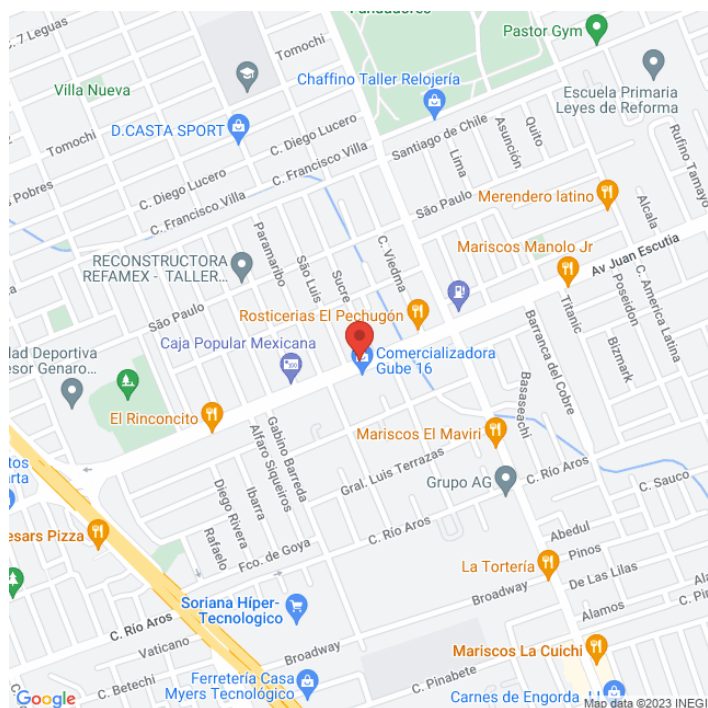 Fundadores
C. 7 Leguas
Pastor Gym
Tomochi
Villa Nueva
Chaffino Taller Relojería
Escuela Primaria
Leyes de Reforma
D.CASTA SPORT
C. Diego Lucero
Santiago de Chile
Asunción
Quito
Tomochi
C. Francisco Villa
Lima
Rufino Tamayo
s Pobres
C. Diego Lucero
C. Francisco Villa
São Paulo
Merendero latino
Alcala
Paramaribo
C. Viedma
Mariscos Manolo Jr
Av Juan Escutia
RECONSTRUCTORA
REFAMEX - TALLER...
São Luis
Sucre
Poseidon
C. America Latina
São Paulo
Rosticerias El Pechugón
Titanic
Barranca del Cobre
Bizmark
Caja Popular Mexicana
Comercializadora
Gube 16
dad Deportiva
esor Genaro...
Basaseachi
El Rinconcito
Gabino Barreda
Alfaro Siqueiros
Mariscos El Maviri
tos
arta
Ibarra
Diego Rivera
Rafaelo
Gral. Luis Terrazas
Grupo AG
C. Río Aros
C. Sauco
esars Pizza
C. Río Aros
Abedul
Pinos
Fco. de Goya
La Tortería
De Las Lilas
Broadway
Soriana Híper-
Tecnologico
Alamos
C. Río Aros
Vaticano
Broadway
Mariscos La Cuichi
C. Betechi
Ferretería Casa
Myers Tecnológico
C. Pinabete
Carnes de Engorda
Google
Map data ©2023 INEGI